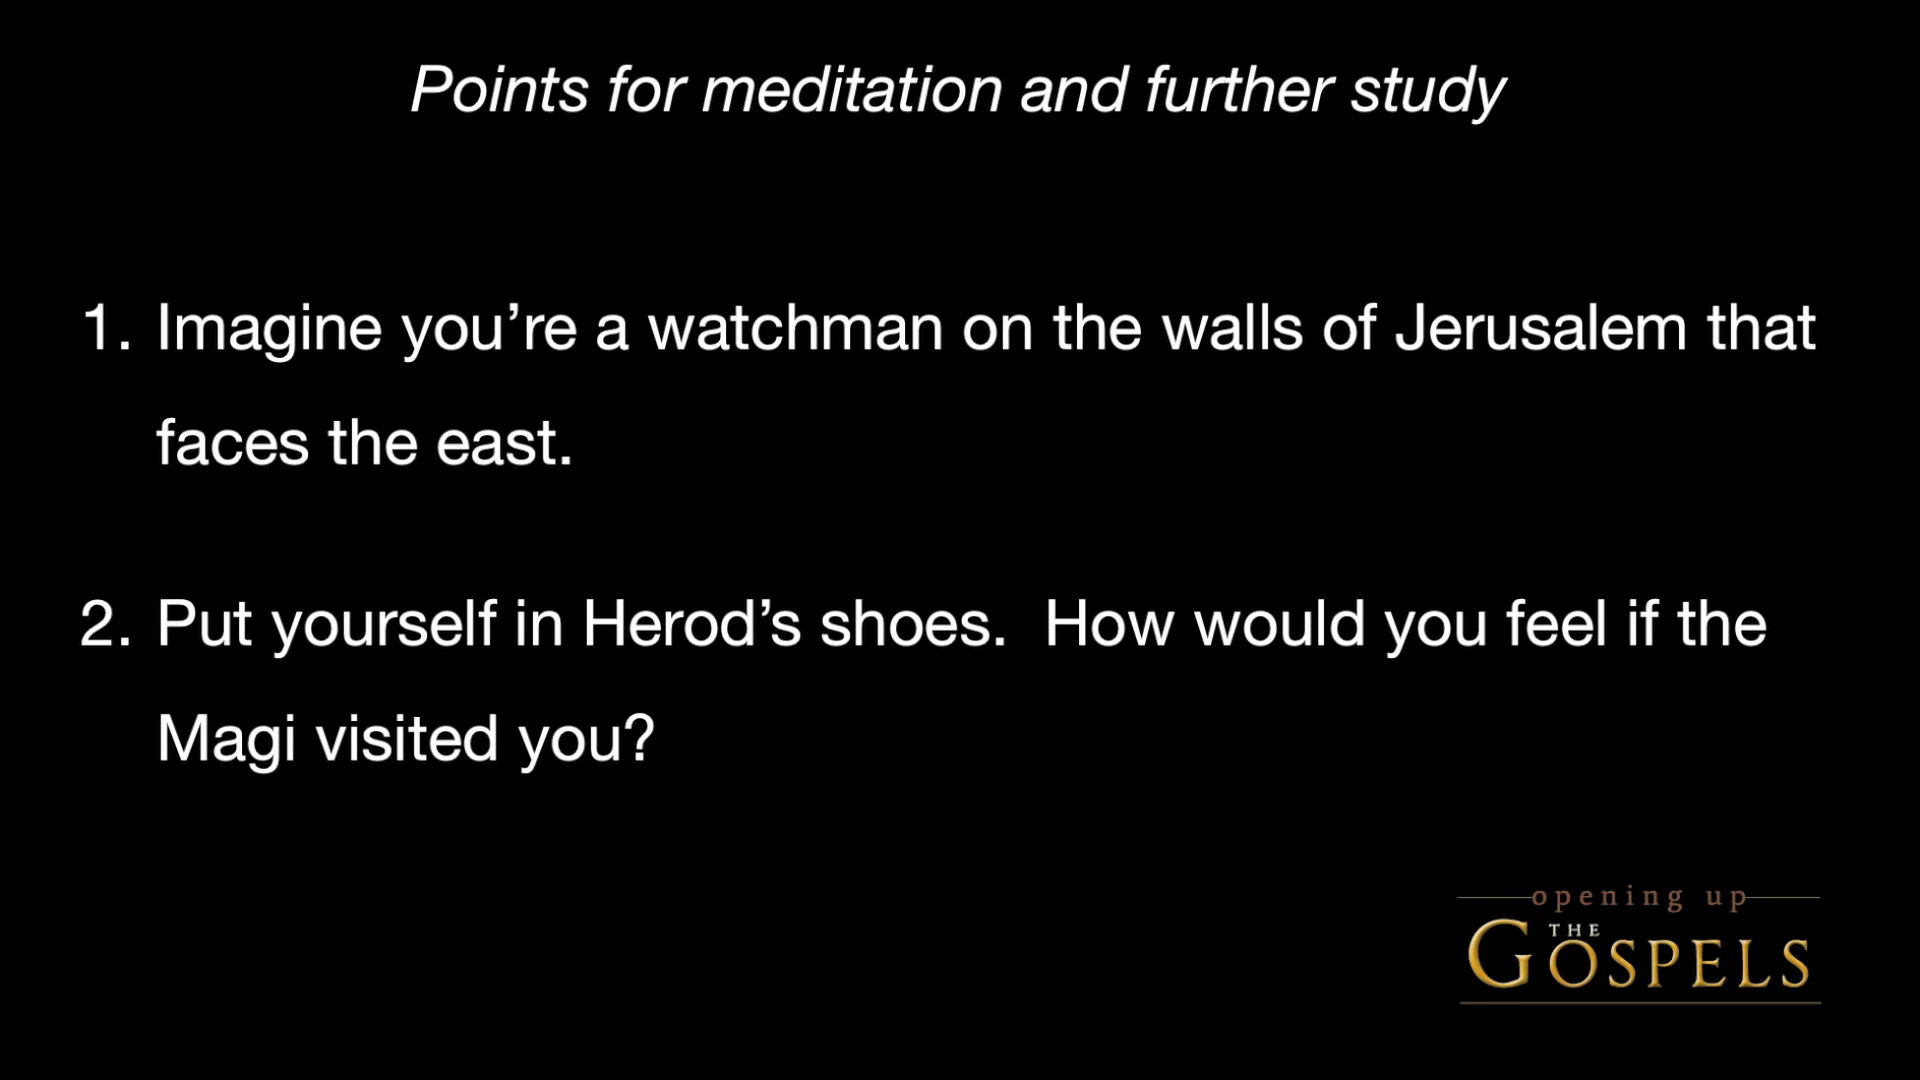 Points for meditation and further study
1. Imagine you’re a watchman on the walls of Jerusalem that
faces the east.
2. Put yourself in Herod’s shoes.  How would you feel if the
Magi visited you?
opening up
THE
GOSPELS